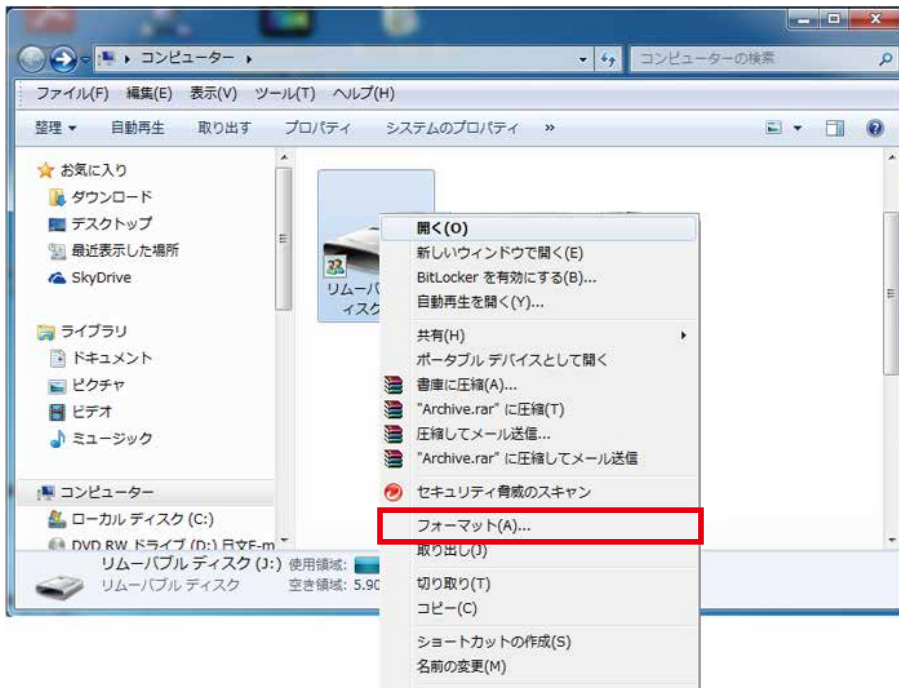 コンピューター
コンピューターの検索
ファイル(F) 編集(E) 表示(V) ツール(T) ヘルプ(H)
整理 自動再生 取り出す プロパティ システムのプロパティ »
お気に入り
ダウンロード
デスクトップ
最近表示した場所
SkyDrive
ライブラリ
ドキュメント
ピクチャ
ビデオ
ミュージック
コンピューター
ローカル ディスク (C:)
DVD RW ドライブ (D:) 日文F-m
リムーバ
ィスク
開く(O)
新しいウィンドウで開く(E)
BitLocker を有効にする(B)...
自動再生を開く(Y)...
共有(H)
ポータブル デバイスとして開く
書庫に圧縮(A)...
"Archive.rar" に圧縮(T)
圧縮してメール送信...
"Archive.rar" に圧縮してメール送信
セキュリティ脅威のスキャン
フォーマット(A)...
取り出し(J)
切り取り(T)
コピー(C)
ショートカットの作成(S)
名前の変更(M)
リムーバブル ディスク (J:) 使用領域:
リムーバブル ディスク 空き領域: 5.90